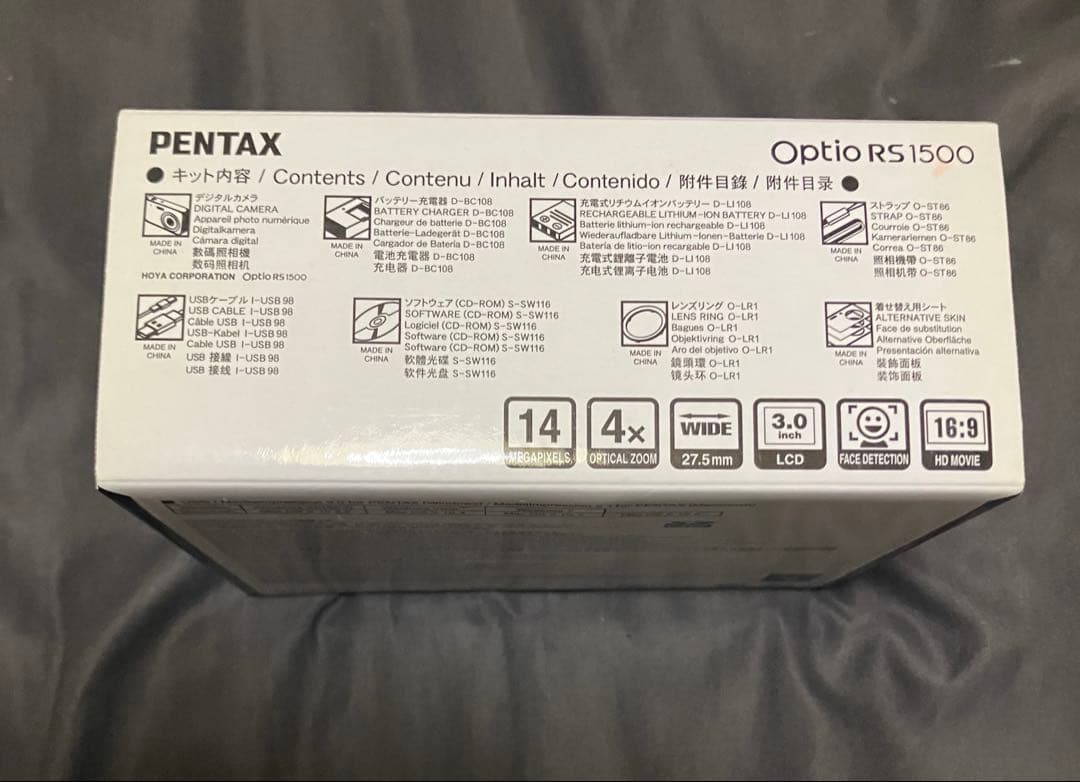 PENTAX
Optio RS1500
● キット内容 / Contents / Contenu / Inhalt / Contenido / 附件目錄 / 附件目录 ●
デジタルカメラ
DIGITAL CAMERA
Appareil photo numérique
Digitalkamera
Cámara digital
數碼照相機
数码照相机
MADE IN
CHINA
HOYA CORPORATION Optio RS1500
バッテリー充電器 D-BC108
BATTERY CHARGER D-BC108
Chargeur de batterie D-BC108
Batterie-Ladegerät D-BC108
Cargador de Batería D-BC108
電池充電器 D-BC108
充电器 D-BC108
MADE IN
CHINA
充電式リチウムイオンバッテリー D-LI108
RECHARGEABLE LITHIUM-ION BATTERY D-LI108
Batterie lithium-ion rechargeable D-LI108
Wiederaufladbare Lithium-Ionen-Batterie D-LI108
Batería de litio-ion recargable D-LI108
充電式鋰離子電池 D-LI108
充电式锂离子电池 D-LI108
MADE IN
CHINA
ストラップ O-ST86
STRAP O-ST86
Courroie O-ST86
Kamerariemen O-ST86
Correa O-ST86
照相機帶 O-ST86
照相机带 O-ST86
MADE IN
CHINA
USBケーブル I-USB98
USB CABLE I-USB98
Câble USB I-USB98
USB-Kabel I-USB98
Cable USB I-USB98
USB 接線 I-USB98
USB 接线 I-USB98
MADE IN
CHINA
ソフトウェア(CD-ROM) S-SW116
SOFTWARE (CD-ROM) S-SW116
Logiciel (CD-ROM) S-SW116
Software (CD-ROM) S-SW116
Software (CD-ROM) S-SW116
軟體光碟 S-SW116
软件光盘 S-SW116
MADE IN
CHINA
レンズリング O-LR1
LENS RING O-LR1
Bagues O-LR1
Objektivring O-LR1
Aro del objetivo O-LR1
鏡頭環 O-LR1
镜头环 O-LR1
MADE IN
CHINA
着せ替え用シート
ALTERNATIVE SKIN
Face de substitution
Alternative Oberfläche
Presentación alternativa
裝飾面板
装饰面板
MADE IN
CHINA
14
MEGAPIXELS
4x
OPTICAL ZOOM
WIDE
27.5mm
3.0
inch
LCD
FACE DETECTION
16:9
HD MOVIE